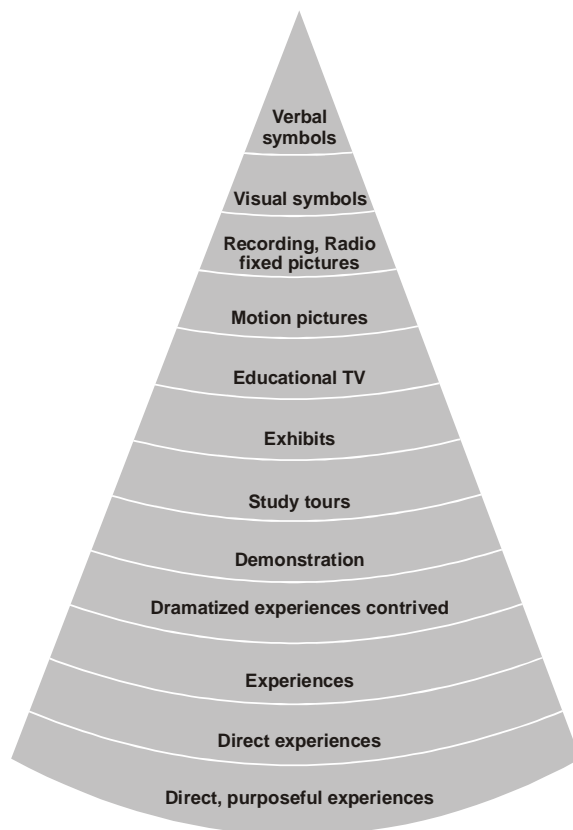 Verbal
symbols
Visual symbols
Recording, Radio
fixed pictures
Motion pictures
Educational TV
Exhibits
Study tours
Demonstration
Dramatized experiences contrived
Experiences
Direct experiences
Direct, purposeful experiences